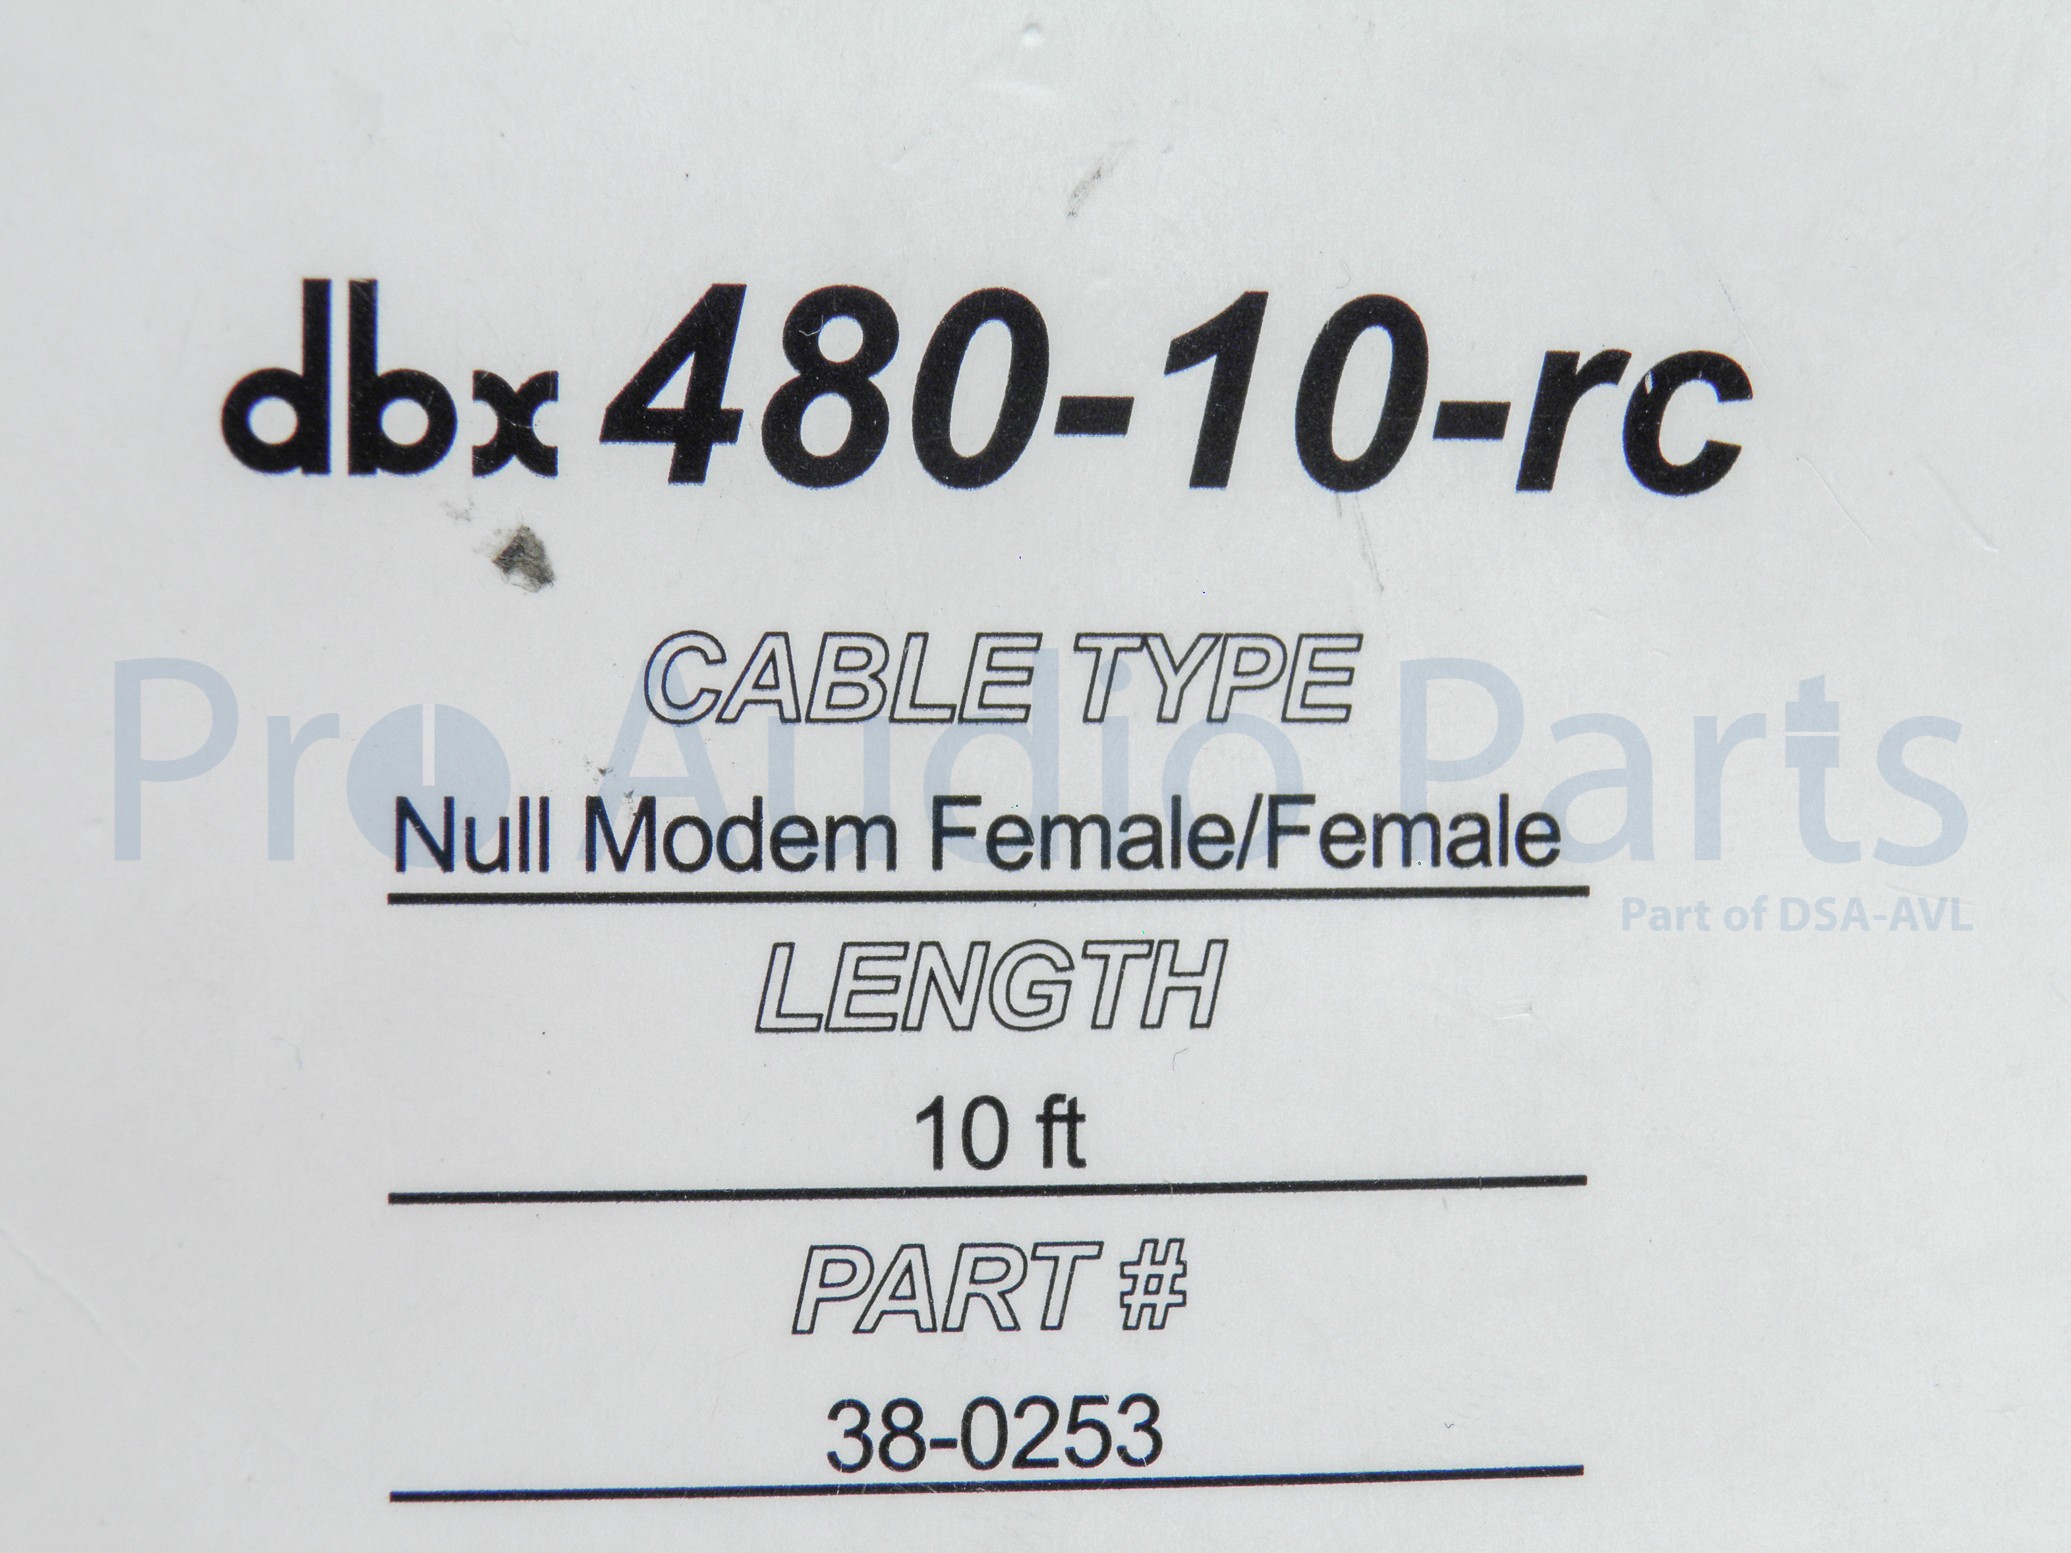 dbx 480-10-rc
CABLE TYPE
Pro Audio Parts
Null Modem Female/Female
Part of DSA-AVL
LENGTH
10 ft
PART #
38-0253